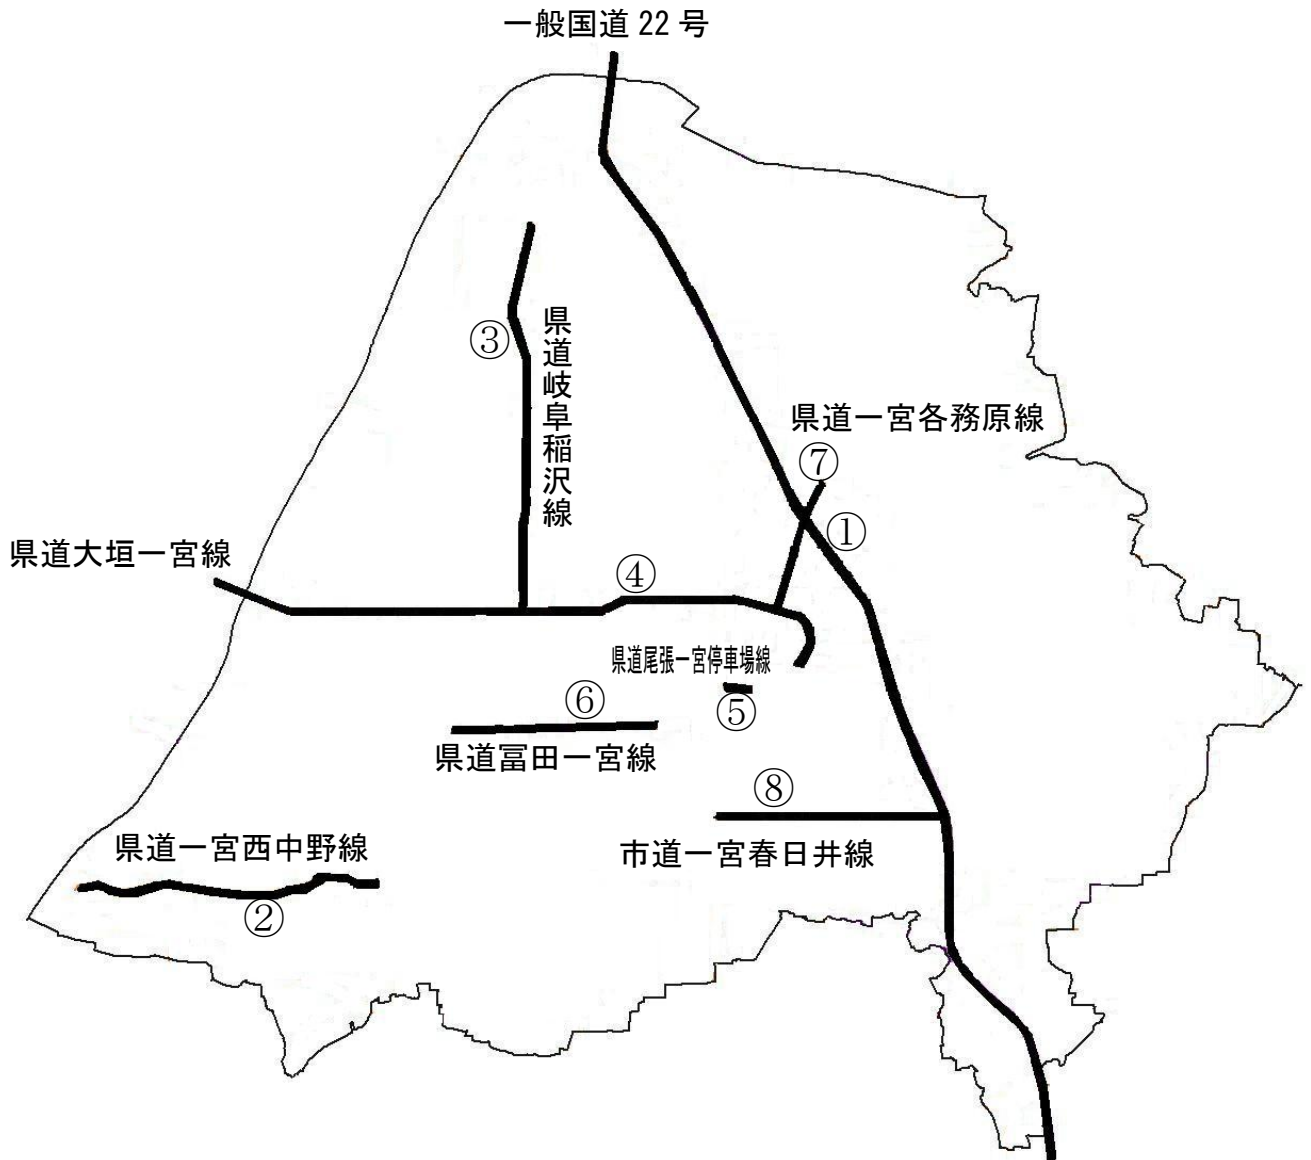 一般国道 22 号
③
県道岐阜稲沢線
県道一宮各務原線
⑦
①
県道大垣一宮線
④
県道尾張一宮停車場線
⑤
⑥
県道冨田一宮線
⑧
市道一宮春日井線
県道一宮西中野線
②